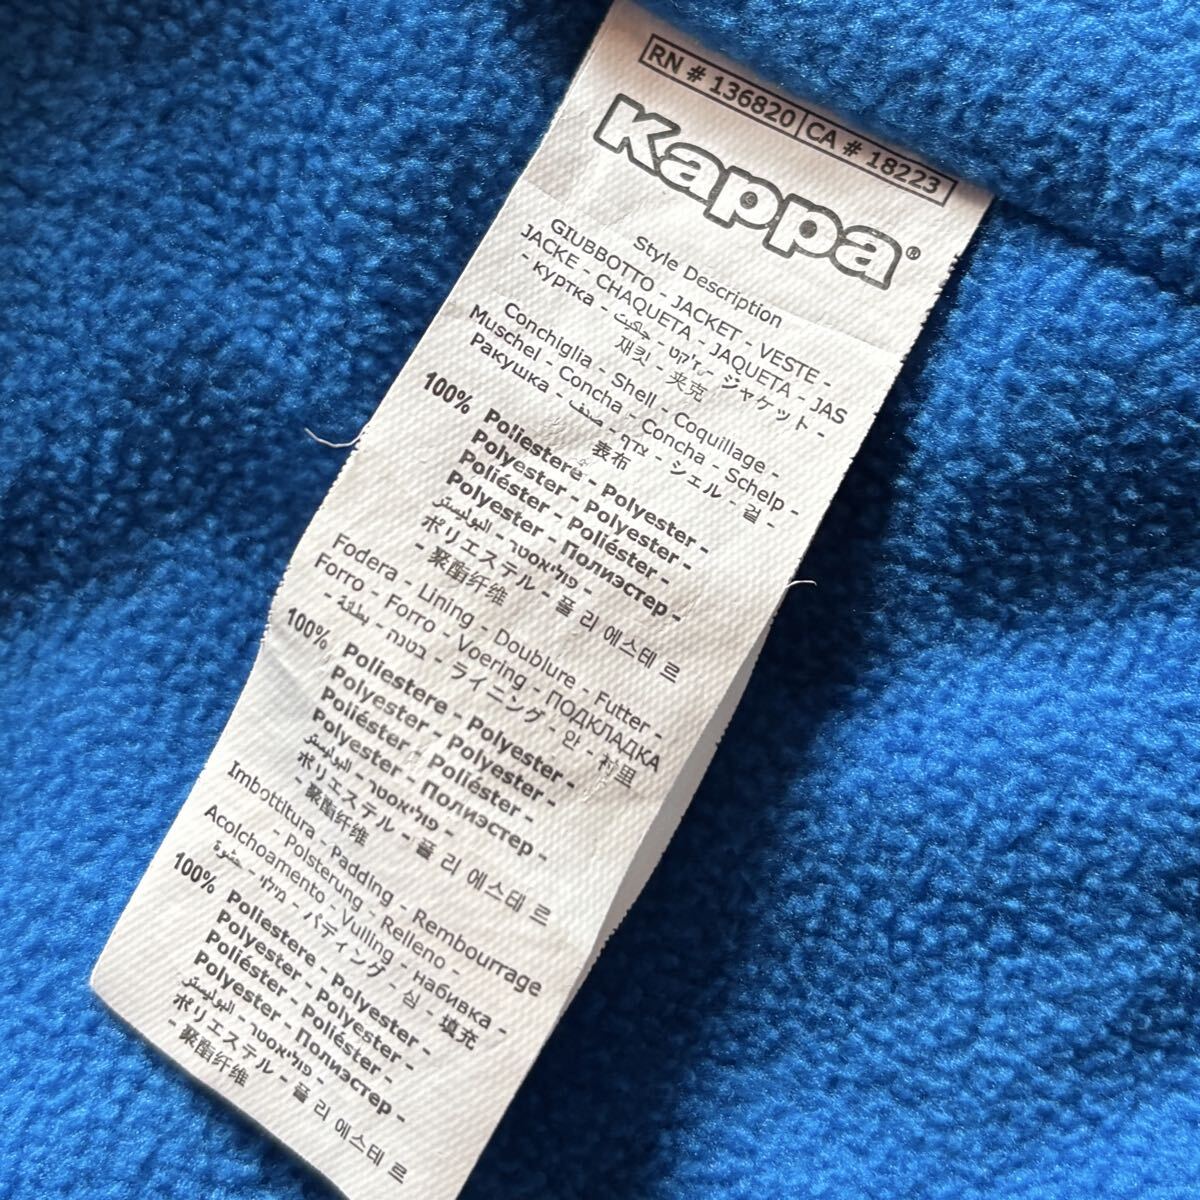 RN # 136820 CA # 18223
Kappa®
Style Description
GIUBBOTTO - JACKET - VESTE -
JACKE - CHAQUETA - JAQUETA - JAS
- куртка - جاكيت - ג'קט - ジャケット -
재킷 - 夹克
Conchiglia - Shell - Coquillage -
Muschel - Concha - Concha - Schelp -
Ракушка - صدف - צדף - シェル - 겉 -
表布
100% Poliestere - Polyester -
Polyester - Polyester -
Poliéster - Poliéster -
Polyester - Полиэстер -
البوليستر - פוליאסטר -
ポリエステル - 폴 리 에스테 르
- 聚酯纤维
Fodera - Lining - Doublure - Futter -
Forro - Forro - Voering - ПОДКЛАДКА
- بطانة - בטנה - ライニング - 안 - 衬里
100% Poliestere - Polyester -
Polyester - Polyester -
Poliéster - Poliéster -
Polyester - Полиэстер -
البوليستر - פוליאסטר -
ポリエステル - 폴 리 에스테 르
- 聚酯纤维
Imbottitura - Padding - Rembourrage
- Polsterung - Relleno -
Acolchoamento - Vulling - набивка -
حشوة - מילוי - パディング - 심 - 填充
100% Poliestere - Polyester -
Polyester - Polyester -
Poliéster - Poliéster -
Polyester - Полиэстер -
البوليستر - פוליאסטר -
ポリエステル - 폴 리 에스테 르
- 聚酯纤维